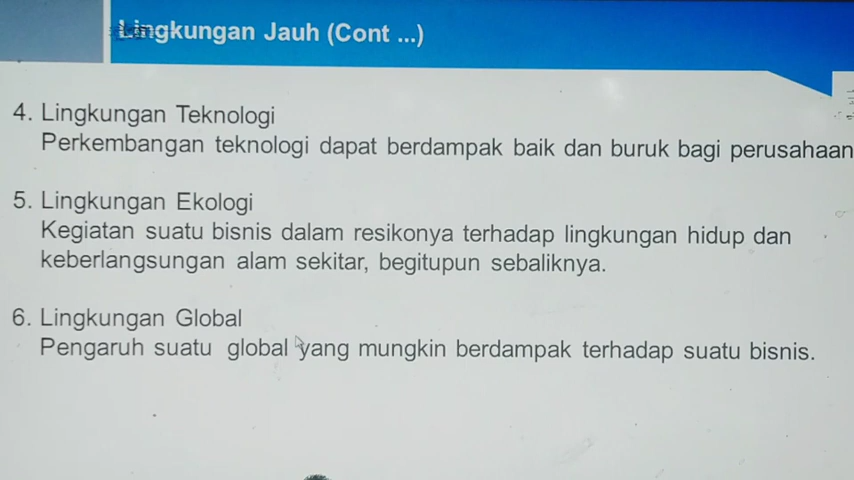 Lingkungan Jauh (Cont ...)
4. Lingkungan Teknologi
Perkembangan teknologi dapat berdampak baik dan buruk bagi perusahaan
5. Lingkungan Ekologi
Kegiatan suatu bisnis dalam resikonya terhadap lingkungan hidup dan
keberlangsungan alam sekitar, begitupun sebaliknya.
6. Lingkungan Global
Pengaruh suatu global yang mungkin berdampak terhadap suatu bisnis.